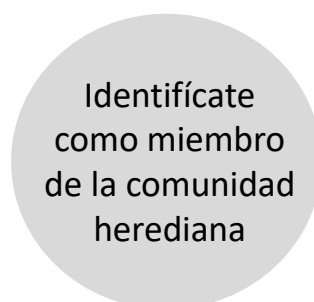 Identifícate
como miembro
de la comunidad
herediana